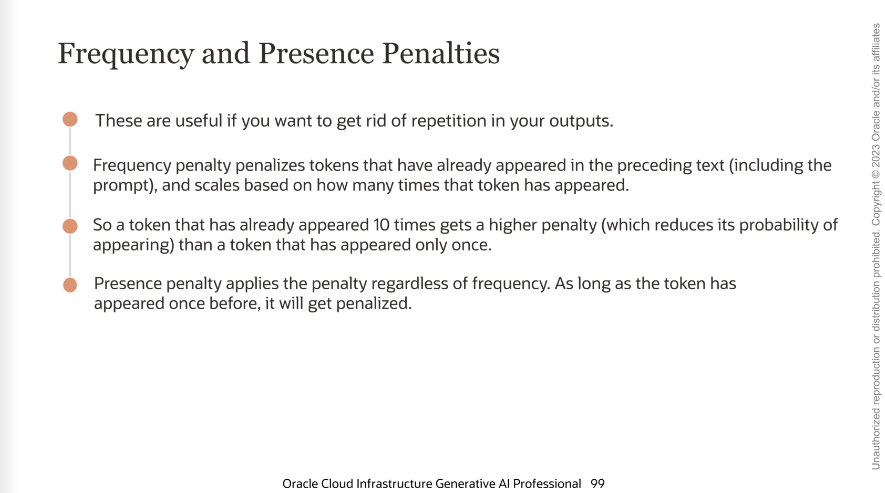 Frequency and Presence Penalties
These are useful if you want to get rid of repetition in your outputs.
Frequency penalty penalizes tokens that have already appeared in the preceding text (including the
prompt), and scales based on how many times that token has appeared.
So a token that has already appeared 10 times gets a higher penalty (which reduces its probability of
appearing) than a token that has appeared only once.
Presence penalty applies the penalty regardless of frequency. As long as the token has
appeared once before, it will get penalized.
Oracle Cloud Infrastructure Generative AI Professional 99
Unauthorized reproduction or distribution prohibited. Copyright © 2023 Oracle and/or its affiliates